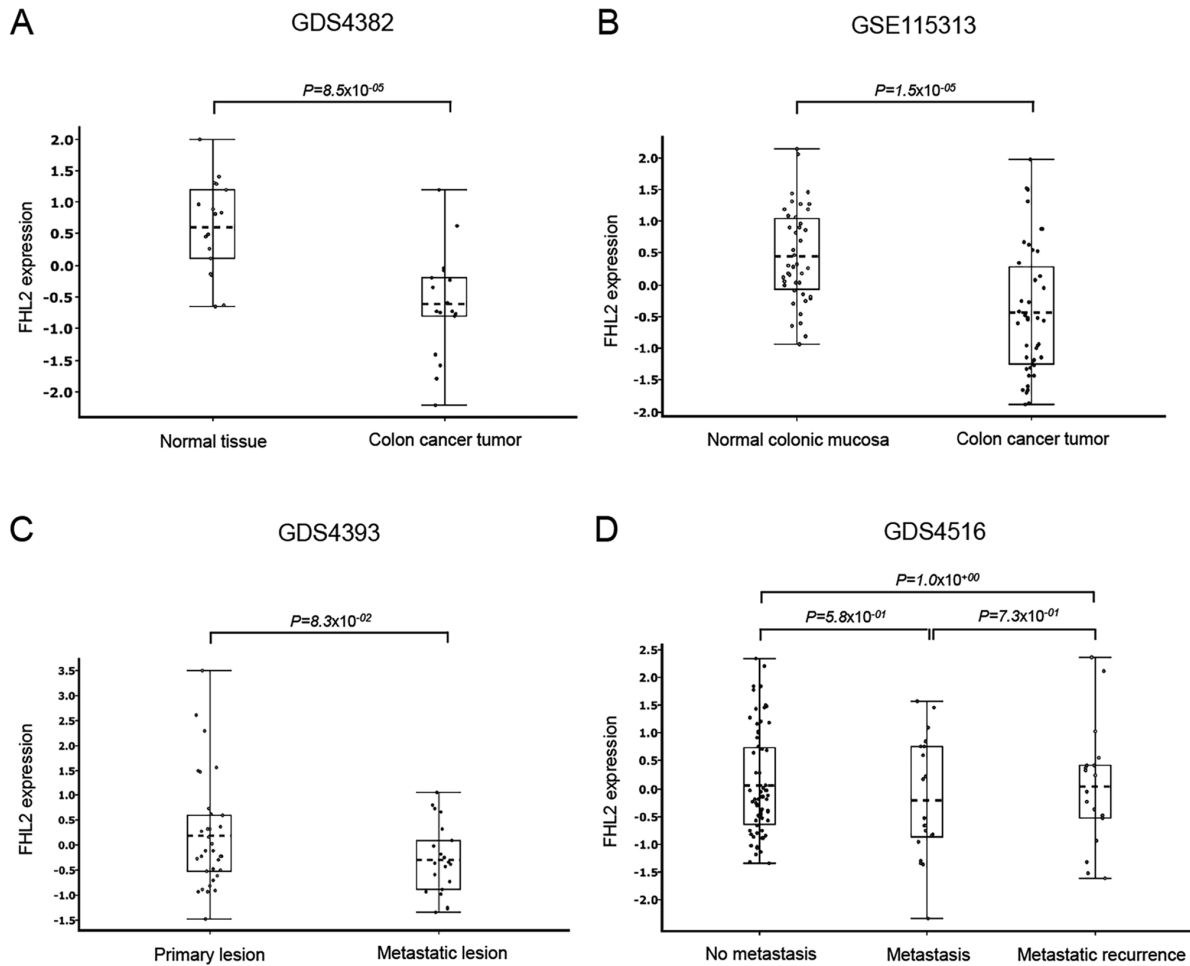 A
GDS4382
P=8.5x10-05
FHL2 expression
2.0
1.5
1.0
0.5
0.0
-0.5
-1.0
-1.5
-2.0
Normal tissue
Colon cancer tumor
B
GSE115313
P=1.5x10-05
FHL2 expression
2.0
1.5
1.0
0.5
0.0
-0.5
-1.0
-1.5
-2.0
Normal colonic mucosa
Colon cancer tumor
C
GDS4393
P=8.3x10-02
FHL2 expression
3.5
3.0
2.5
2.0
1.5
1.0
0.5
0.0
-0.5
-1.0
-1.5
Primary lesion
Metastatic lesion
D
GDS4516
P=1.0x10+00
P=5.8x10-01
P=7.3x10-01
FHL2 expression
2.5
2.0
1.5
1.0
0.5
0.0
-0.5
-1.0
-1.5
-2.0
No metastasis
Metastasis
Metastatic recurrence